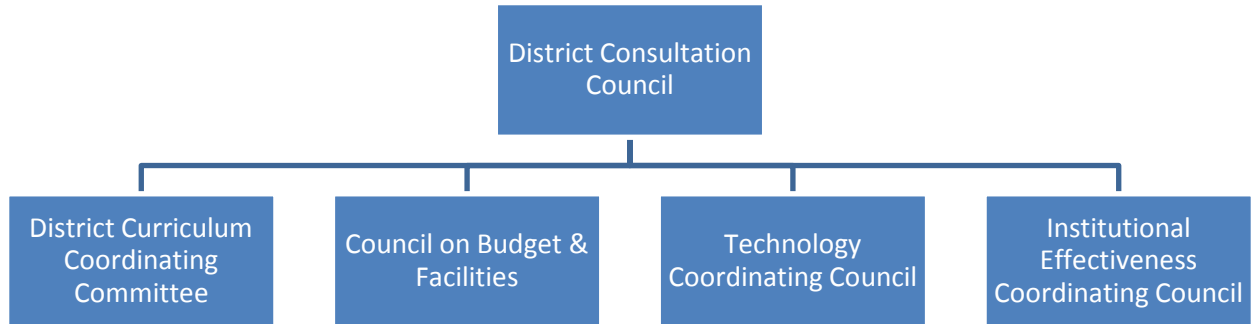 District Consultation
Council
District Curriculum
Coordinating
Committee
Council on Budget &
Facilities
Technology
Coordinating Council
Institutional
Effectiveness
Coordinating Council